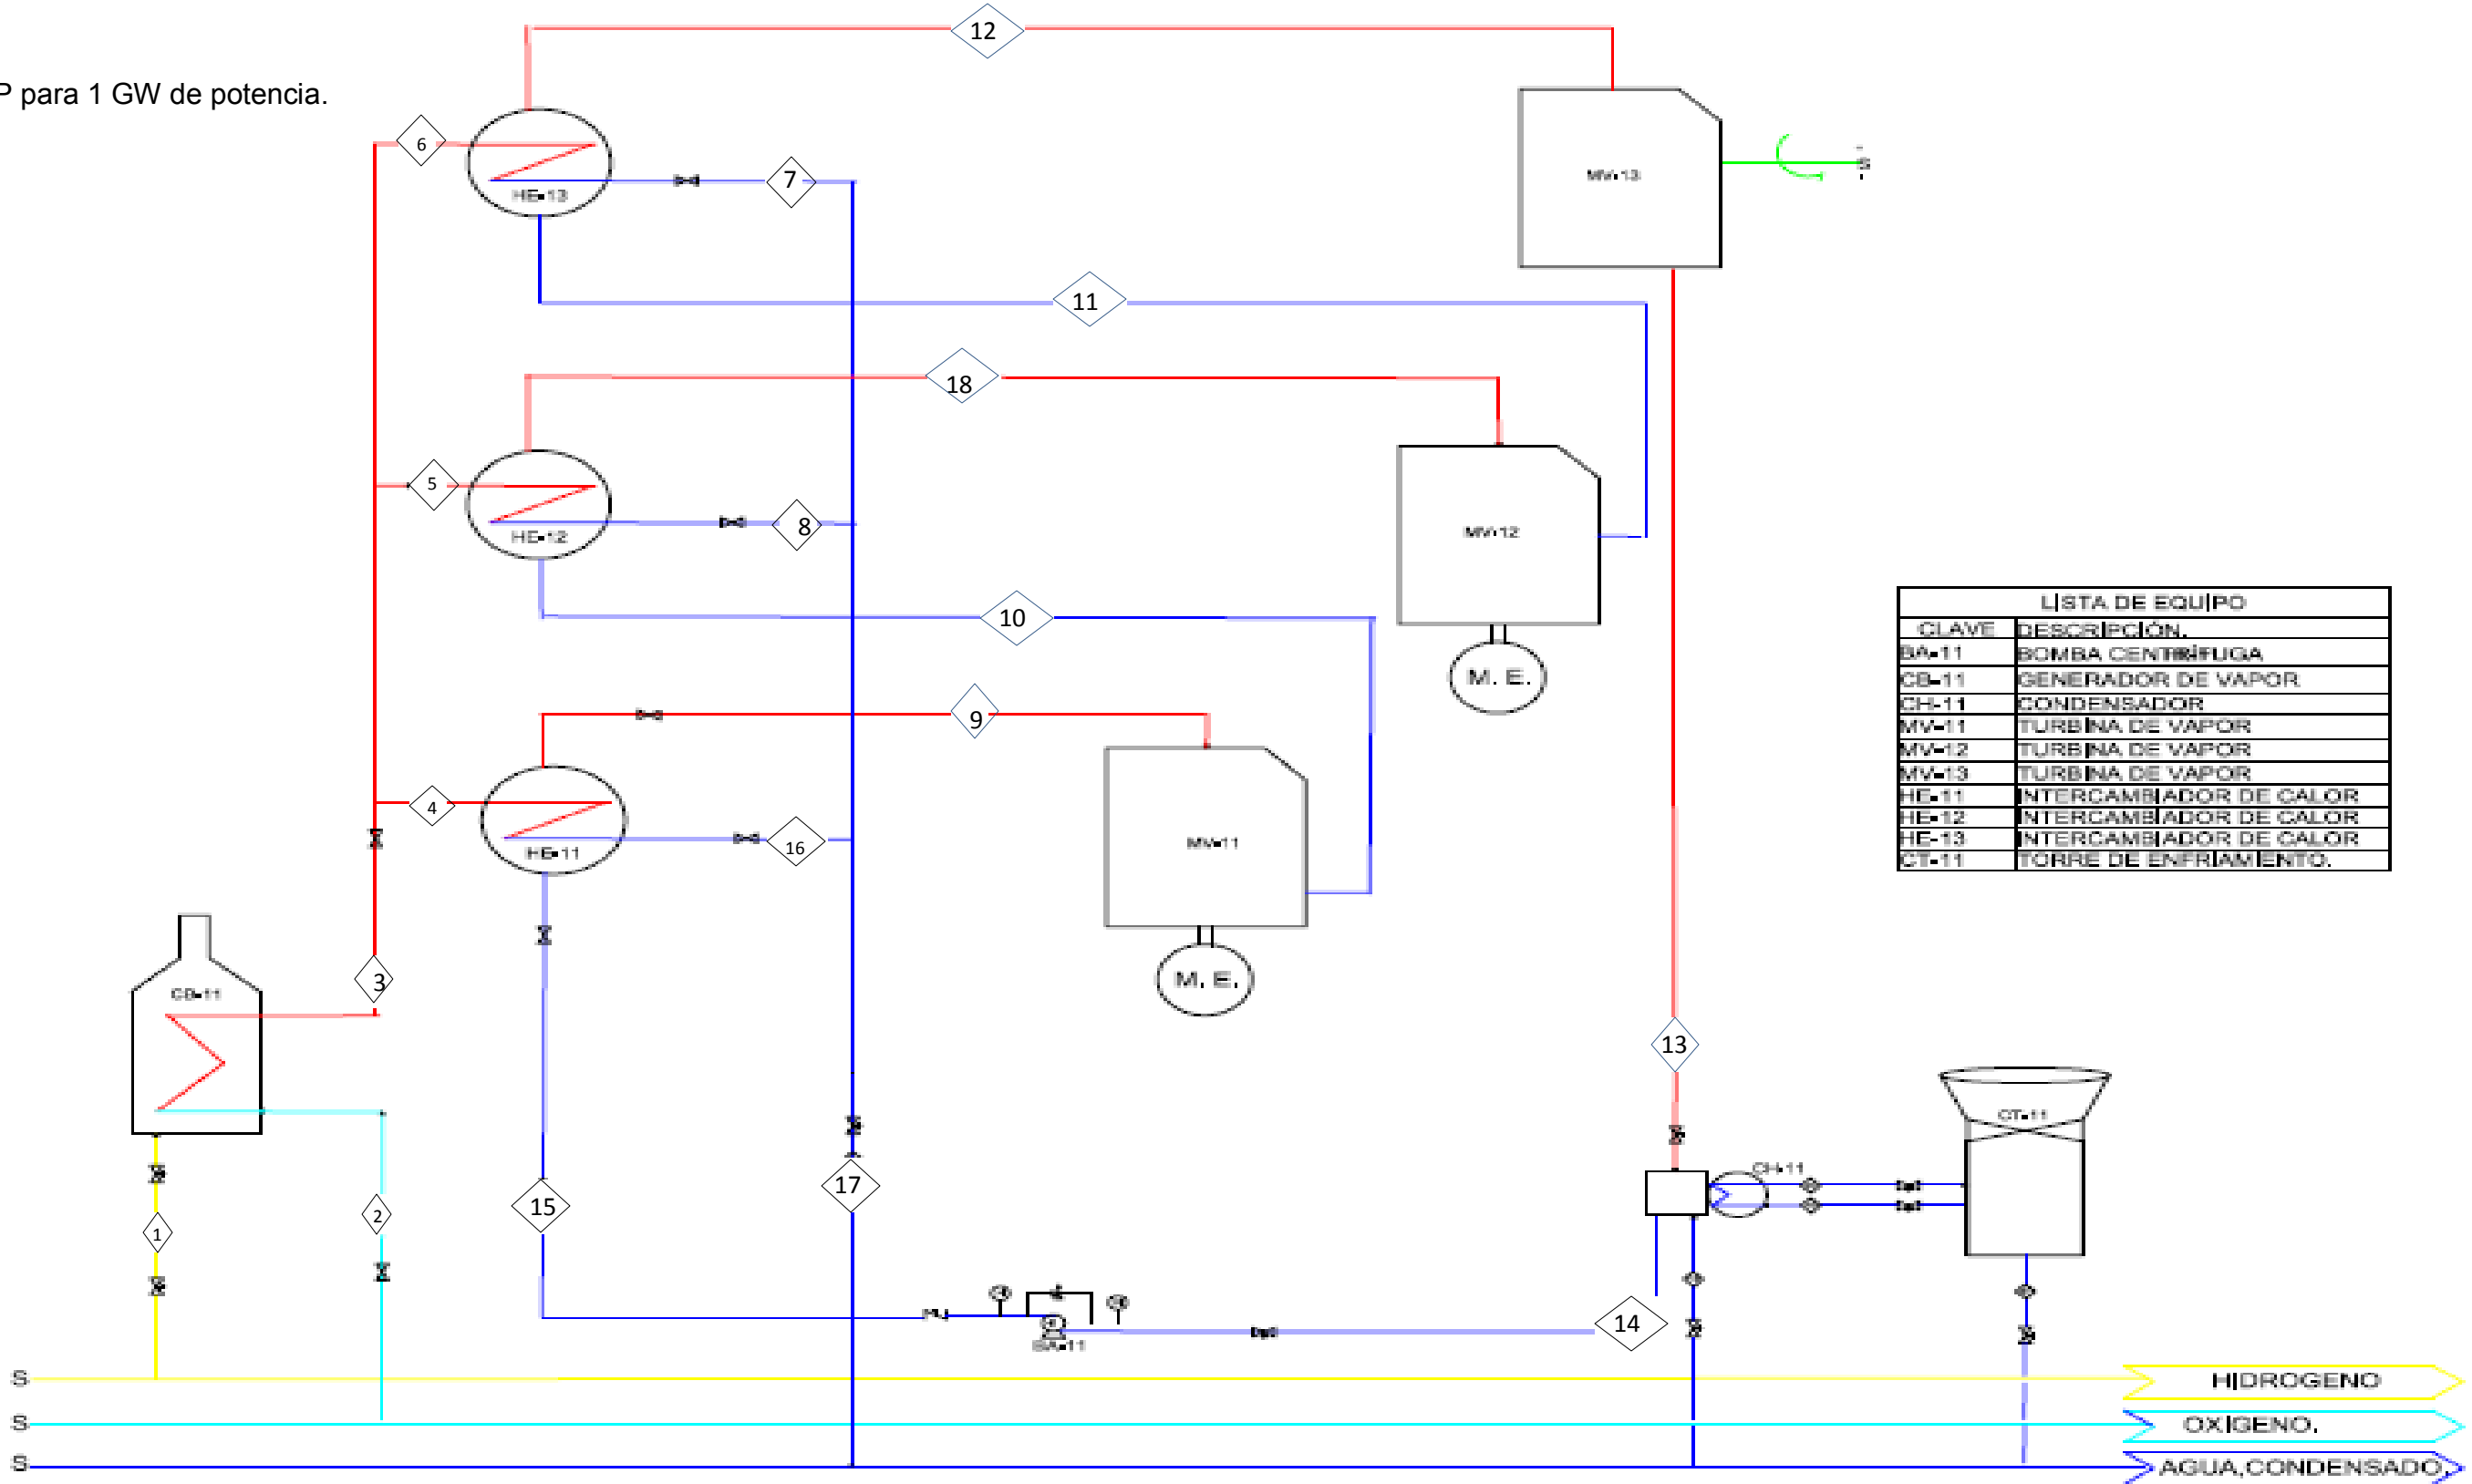 12
P para 1 GW de potencia.
6
7
HE-13
MV-13
S
11
18
5
8
HE-12
MV-12
10
M. E.
9
4
16
HE-11
MV-11
M. E.
LISTA DE EQUIPO
CLAVE DESCRIPCIÓN.
BA-11 BOMBA CENTRÍFUGA
CB-11 GENERADOR DE VAPOR
CH-11 CONDENSADOR
MV-11 TURBINA DE VAPOR
MV-12 TURBINA DE VAPOR
MV-13 TURBINA DE VAPOR
HE-11 INTERCAMBIADOR DE CALOR
HE-12 INTERCAMBIADOR DE CALOR
HE-13 INTERCAMBIADOR DE CALOR
CT-11 TORRE DE ENFRIAMIENTO.
3
CB-11
13
CT-11
CH-11
15
17
1
2
14
BA-11
S HIDROGENO
S OXÍGENO.
S AGUA,CONDENSADO,